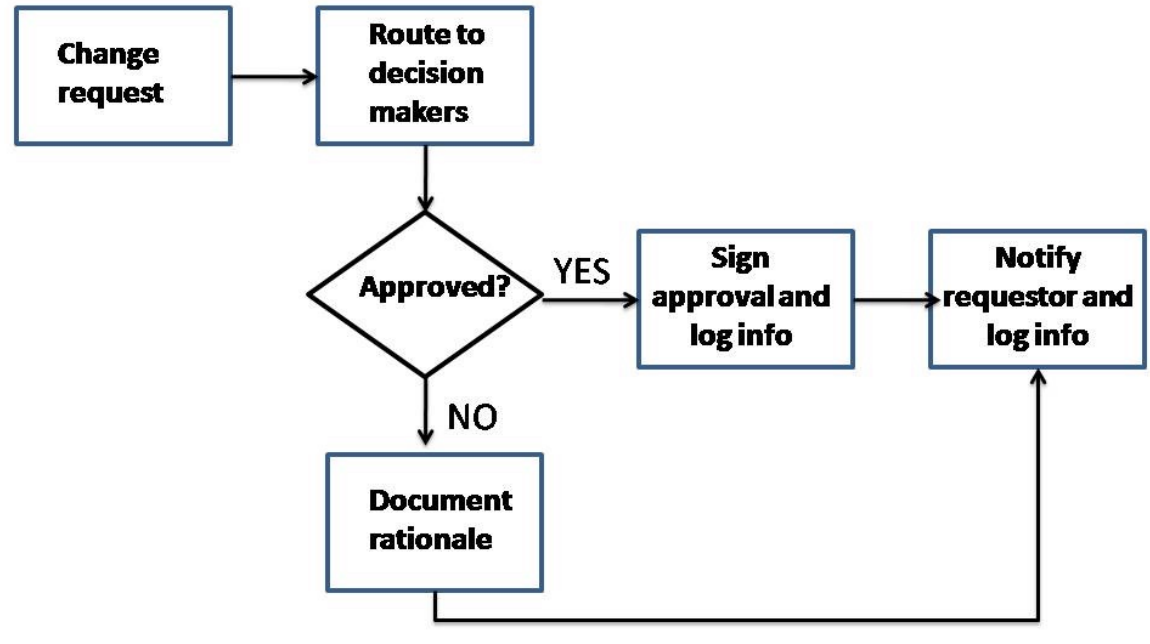 Change
request
Route to
decision
makers
Approved?
YES
Sign
approval and
log info
Notify
requestor and
log info
NO
Document
rationale